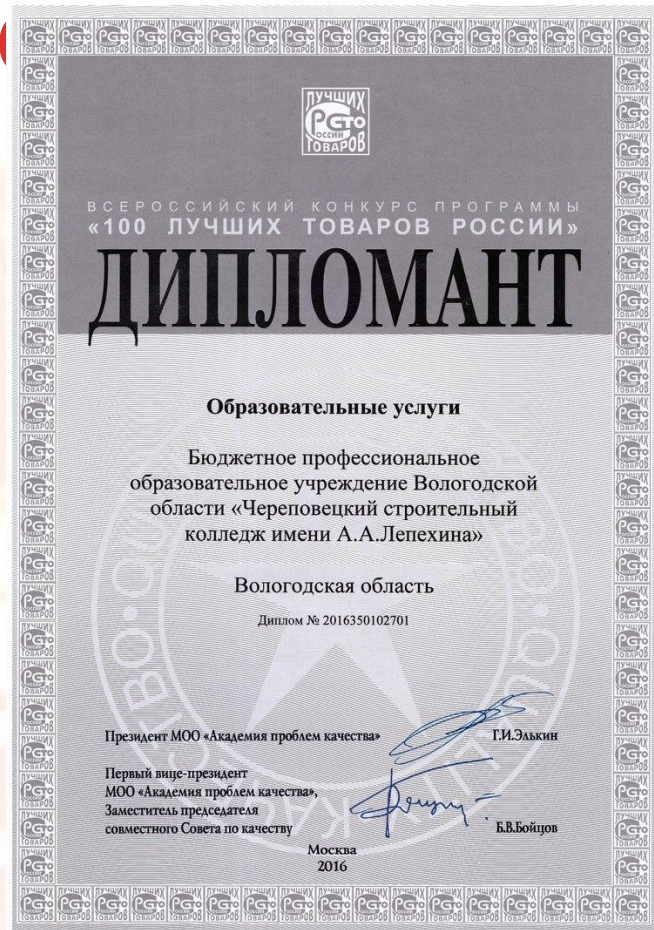 ЛУЧШИХ
РСТо
РОССИИ
ТОВАРОВ
ВСЕРОССИЙСКИЙ КОНКУРС ПРОГРАММЫ
«100 ЛУЧШИХ ТОВАРОВ РОССИИ»
ДИПЛОМАНТ
Образовательные услуги
Бюджетное профессиональное
образовательное учреждение Вологодской
области «Череповецкий строительный
колледж имени А.А.Лепехина»
Вологодская область
Диплом № 2016350102701
Президент МОО «Академия проблем качества»
Г.И.Элькин
Первый вице-президент
МОО «Академия проблем качества»,
Заместитель председателя
совместного Совета по качеству
Б.В.Бойцов
Москва
2016